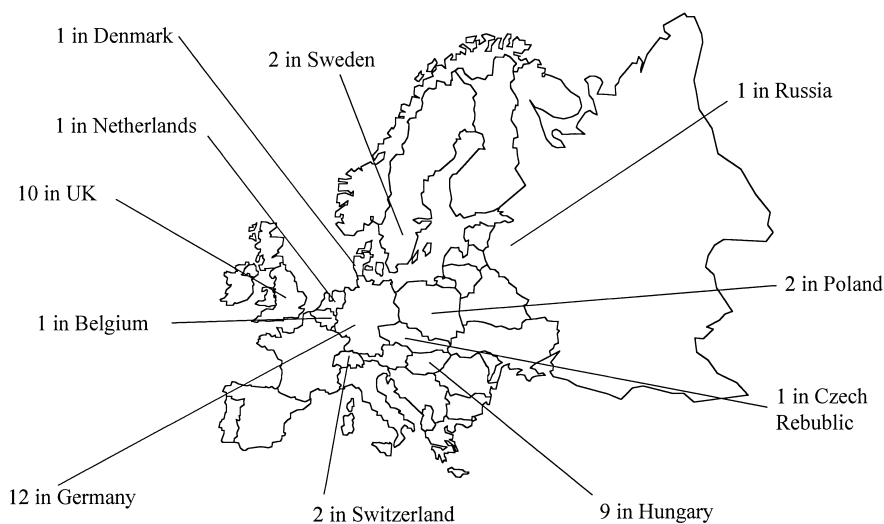 1 in Denmark
2 in Sweden
1 in Russia
1 in Netherlands
10 in UK
2 in Poland
1 in Belgium
1 in Czech
Rebublic
12 in Germany
2 in Switzerland
9 in Hungary